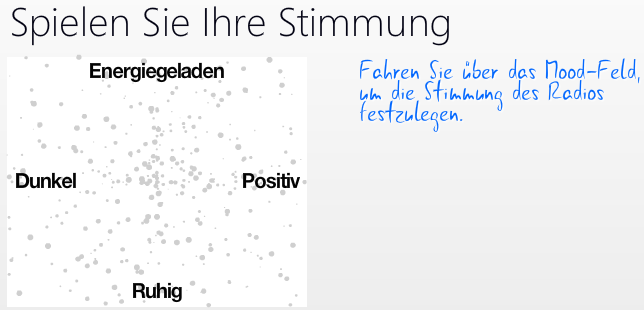 Spielen Sie Ihre Stimmung
Energiegeladen
Dunkel
Positiv
Ruhig
Fahren Sie über das Mood-Feld,
um die Stimmung des Radios
festzulegen.